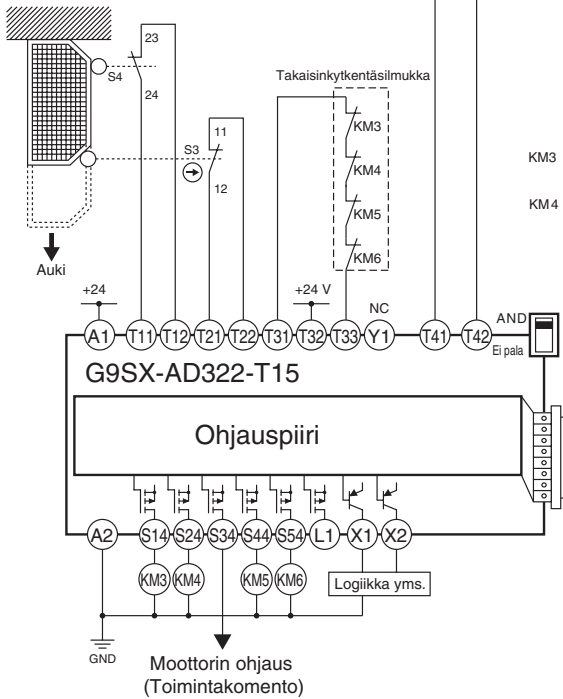 23
S4
24
Takaisinkytkentäsilmukka
11
S3
12
KM3
KM4
KM5
KM6
KM3
KM4
Auki
+24
+24 V
NC
AND
A1
T11
T12
T21
T22
T31
T32
T33
Y1
T41
T42
Ei pala
G9SX-AD322-T15
Ohjauspiiri
A2
S14
S24
S34
S44
S54
L1
X1
X2
KM3
KM4
KM5
KM6
Logiikka yms.
GND
Moottorin ohjaus
(Toimintakomento)